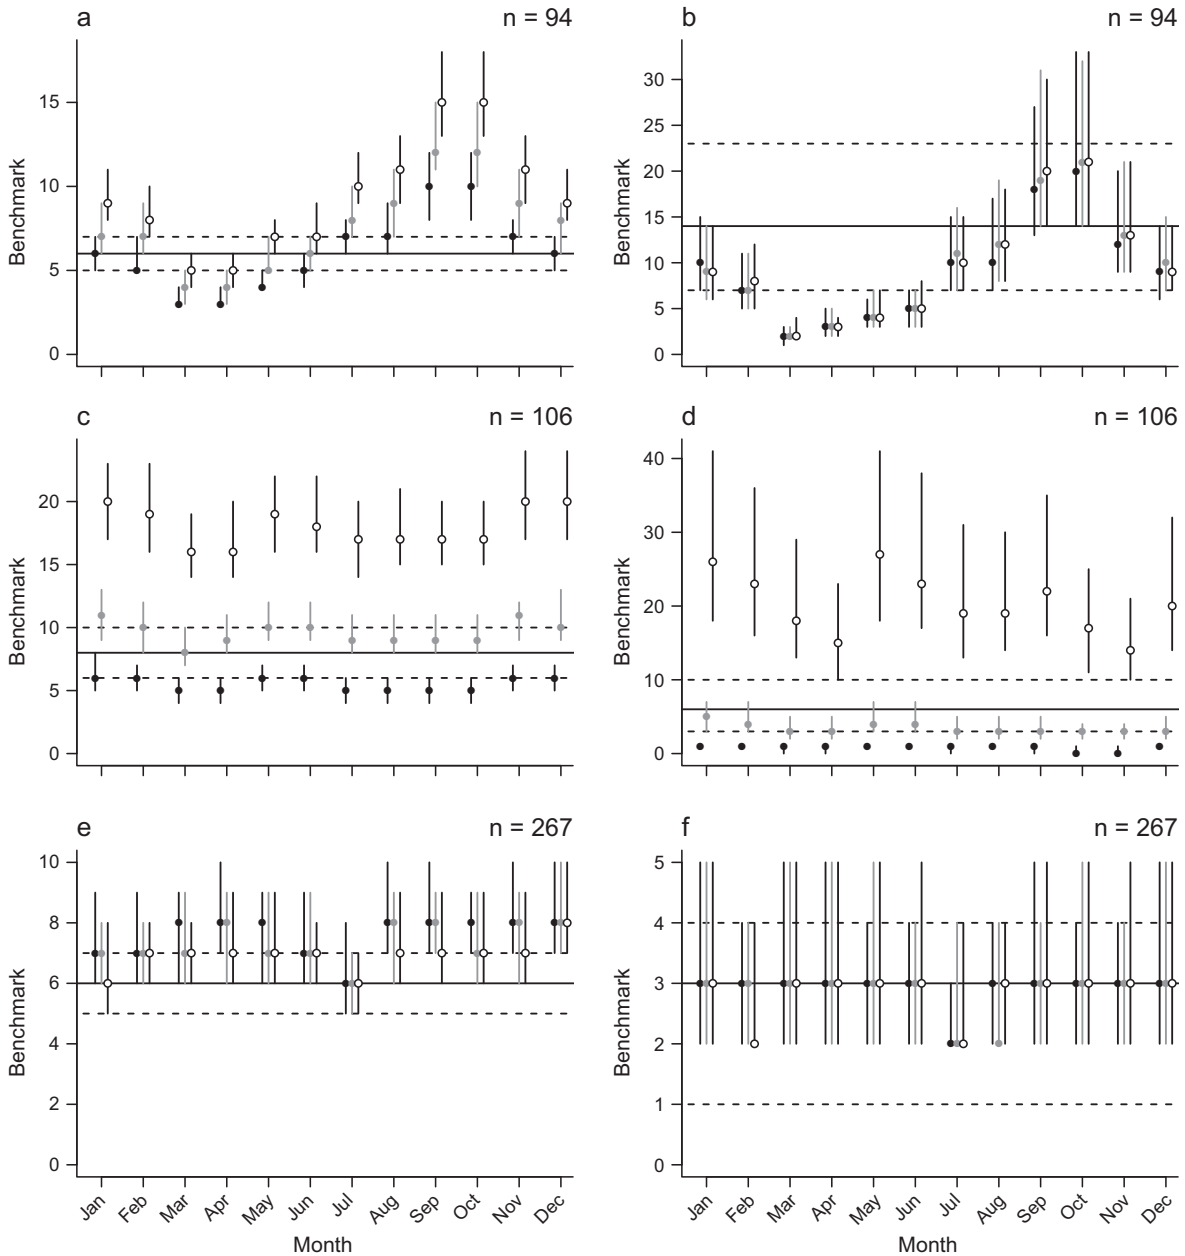 a n = 94
15
10
5
0
Benchmark
b n = 94
30
25
20
15
10
5
0
Benchmark
c n = 106
20
15
10
5
0
Benchmark
d n = 106
40
30
20
10
0
Benchmark
e n = 267
10
8
6
4
2
0
Benchmark
Jan Feb Mar Apr May Jun Jul Aug Sep Oct Nov Dec
Month
f n = 267
5
4
3
2
1
0
Benchmark
Jan Feb Mar Apr May Jun Jul Aug Sep Oct Nov Dec
Month